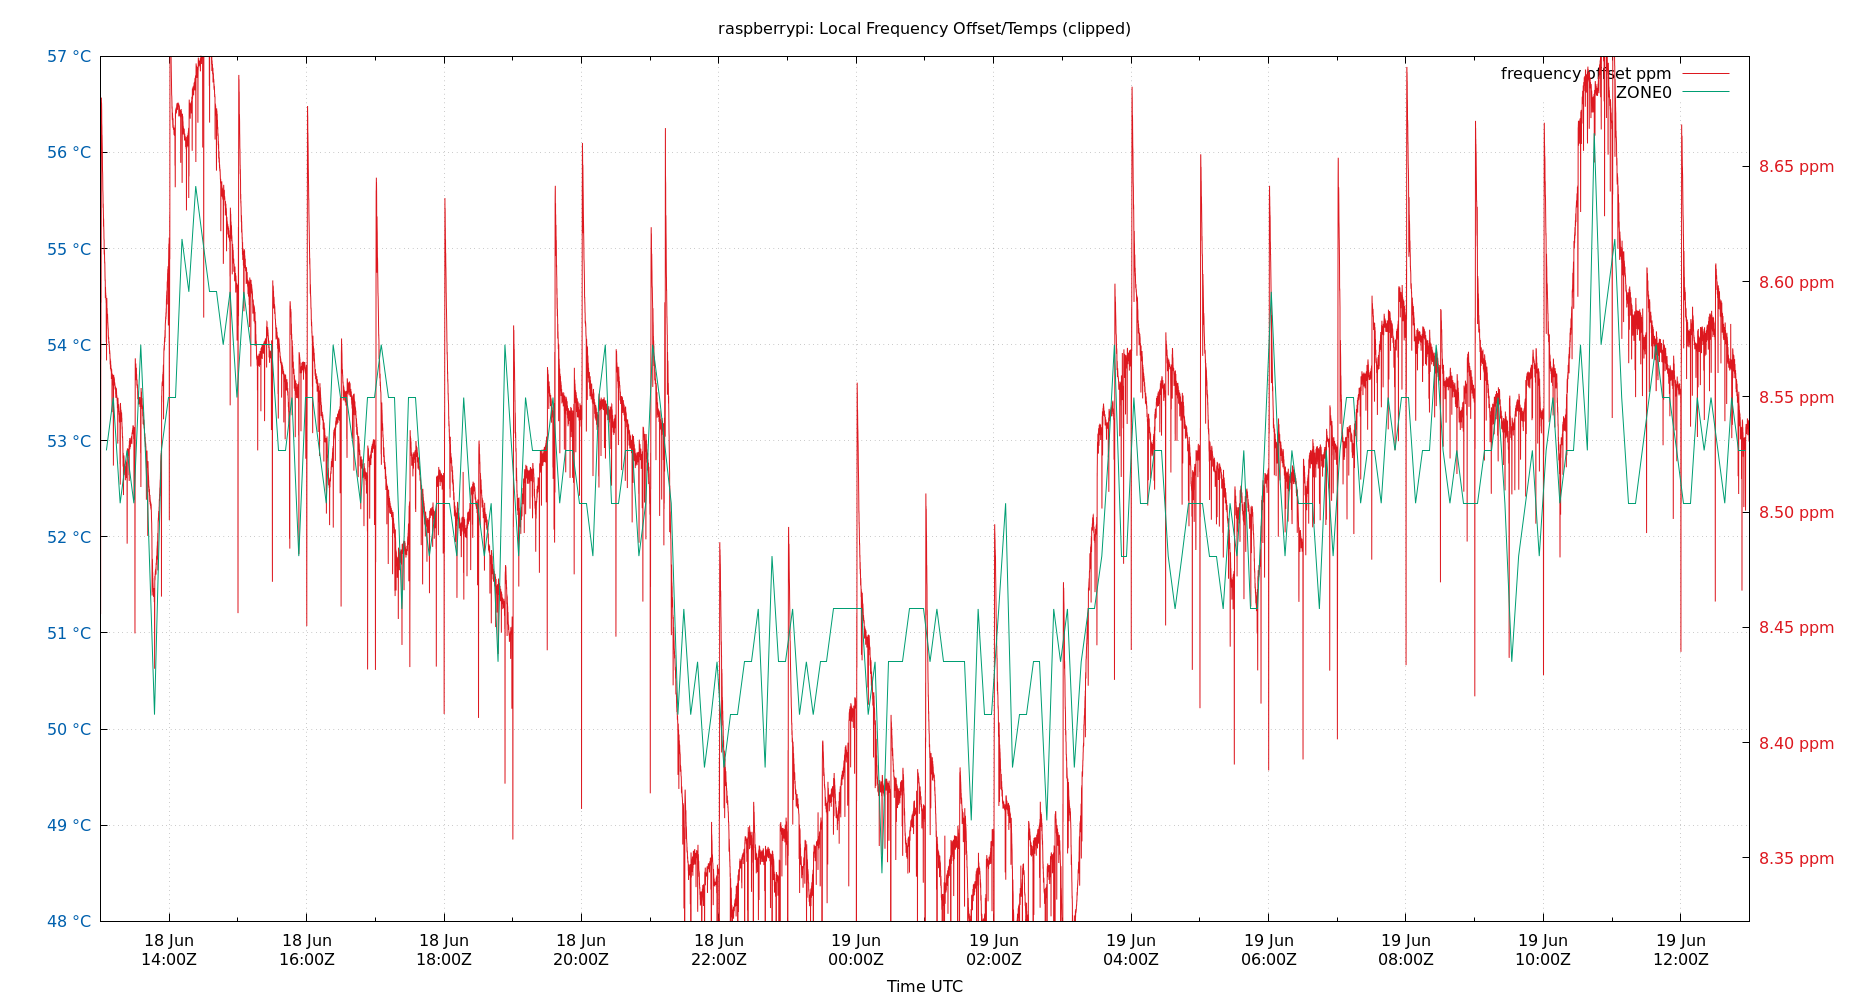 raspberrypi: Local Frequency Offset/Temps (clipped)
57 °C
56 °C
55 °C
54 °C
53 °C
52 °C
51 °C
50 °C
49 °C
48 °C
frequency offset ppm
ZONE0
8.65 ppm
8.60 ppm
8.55 ppm
8.50 ppm
8.45 ppm
8.40 ppm
8.35 ppm
18 Jun 18 Jun 18 Jun 18 Jun 18 Jun 19 Jun 19 Jun 19 Jun 19 Jun 19 Jun 19 Jun 19 Jun
14:00Z 16:00Z 18:00Z 20:00Z 22:00Z 00:00Z 02:00Z 04:00Z 06:00Z 08:00Z 10:00Z 12:00Z
Time UTC